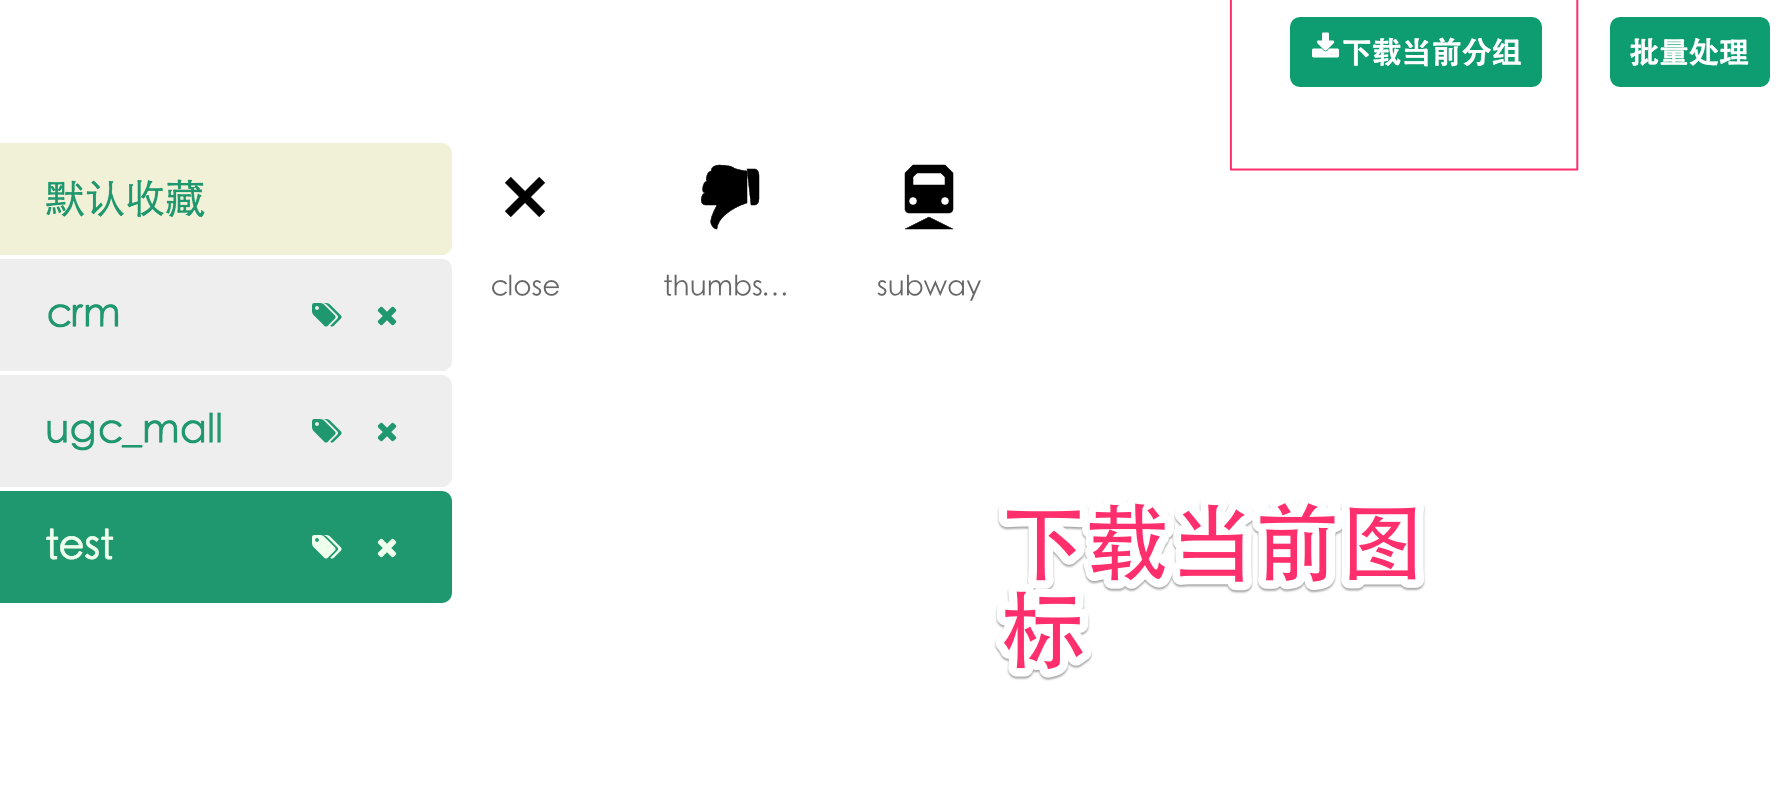 下载当前分组
批量处理
默认收藏
crm
ugc_mall
test
close
thumbs...
subway
下载当前图
标